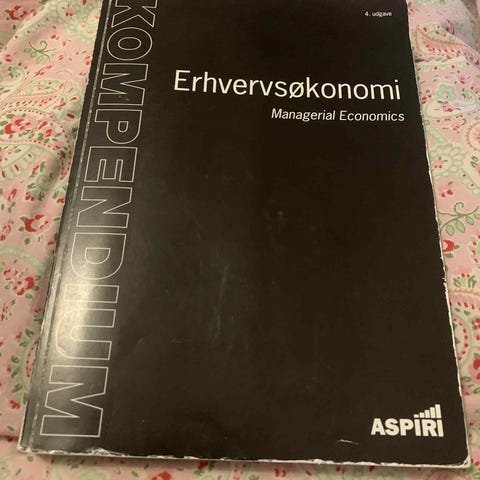 4. udgave
KOMPENDIUM
Erhvervsøkonomi
Managerial Economics
ASPIRI